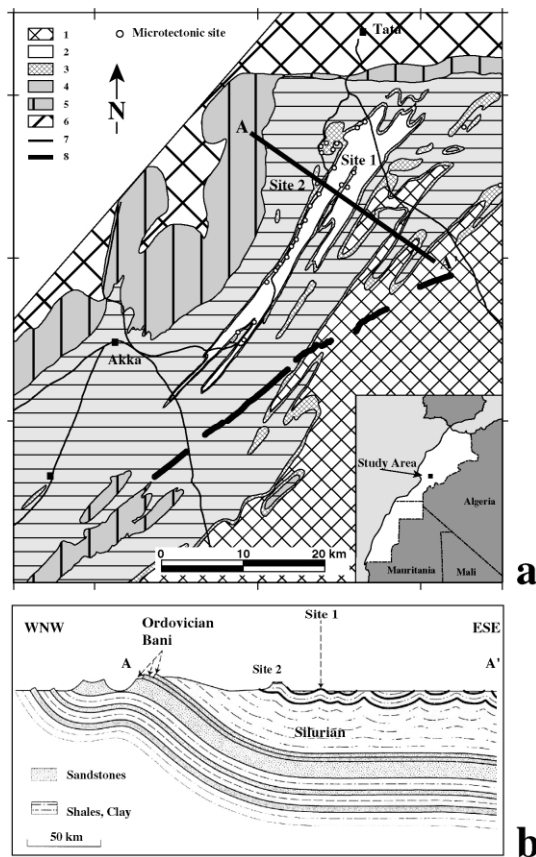 1
2
3
4
5
6
7
8
Microtectonic site
N
Tata
A
Site 1
Site 2
A'
Akka
Study Area
Algeria
Mauritania
Mali
0 10 20 km
a
WNW
Ordovician
Bani
Site 1
ESE
A
Site 2
A'
Silurian
Sandstones
Shales, Clay
50 km
b